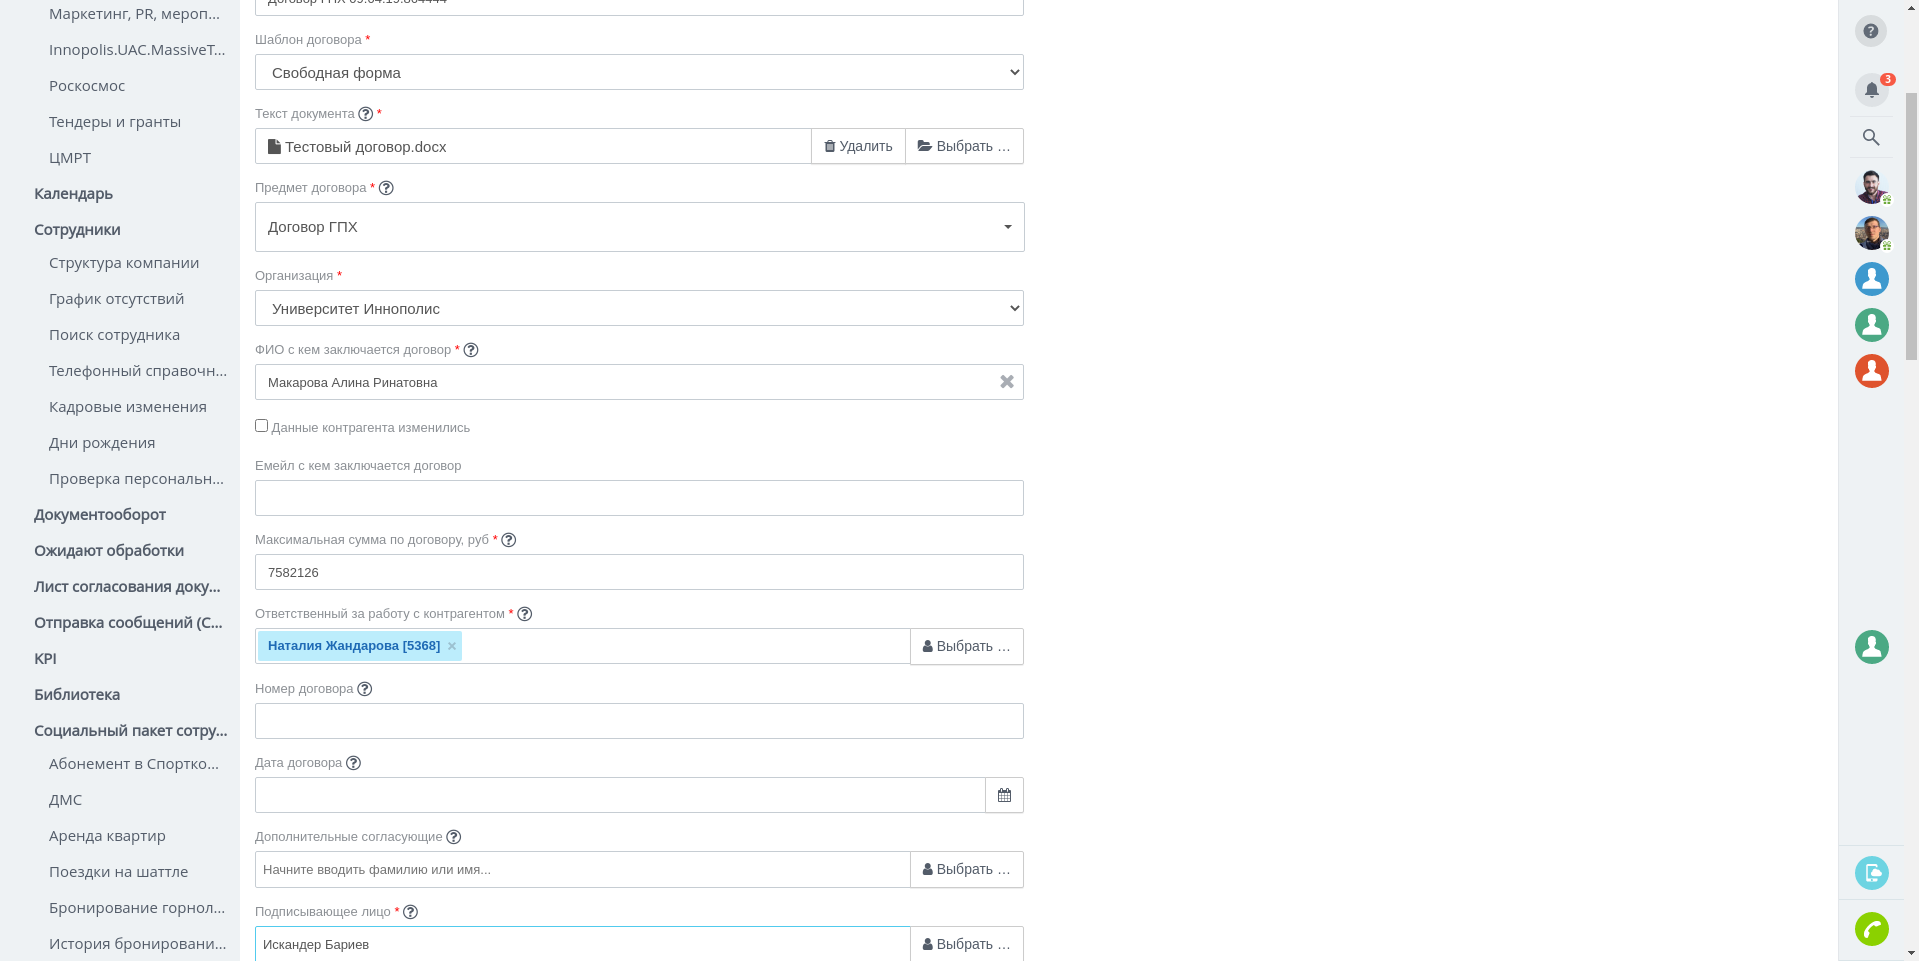 Маркетинг, PR, мероп...
Innopolis.UAC.MassiveT...
Роскосмос
Тендеры и гранты
ЦМРТ
Календарь
Сотрудники
Структура компании
График отсутствий
Поиск сотрудника
Телефонный справочн...
Кадровые изменения
Дни рождения
Проверка персональн...
Документооборот
Ожидают обработки
Лист согласования доку...
Отправка сообщений (С...
KPI
Библиотека
Социальный пакет сотру...
Абонемент в Спортко...
ДМС
Аренда квартир
Поездки на шаттле
Бронирование горнол...
История бронировани...
Шаблон договора *
Свободная форма
Текст документа ? *
Тестовый договор.docx
Удалить
Выбрать ...
Предмет договора * ?
Договор ГПХ
Организация *
Университет Иннополис
ФИО с кем заключается договор * ?
Макарова Алина Ринатовна
Данные контрагента изменились
Емейл с кем заключается договор
Максимальная сумма по договору, руб * ?
7582126
Ответственный за работу с контрагентом * ?
Наталия Жандарова [5368] ×
Выбрать ...
Номер договора ?
Дата договора ?
Дополнительные согласующие ?
Начните вводить фамилию или имя...
Выбрать ...
Подписывающее лицо * ?
Искандер Бариев
Выбрать ...
?
3